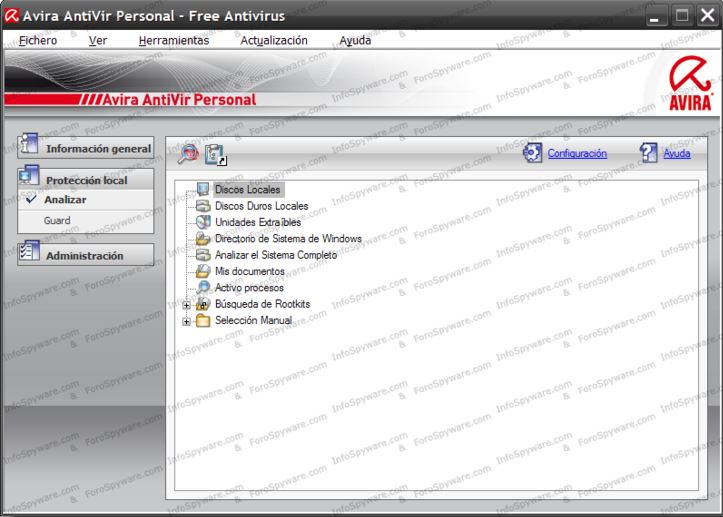 Avira AntiVir Personal - Free Antivirus
Fichero Ver Herramientas Actualización Ayuda
Avira AntiVir Personal
AVIRA
Información general
Protección local
Analizar
Guard
Administración
Configuración Ayuda
Discos Locales
Discos Duros Locales
Unidades Extraíbles
Directorio de Sistema de Windows
Analizar el Sistema Completo
Mis documentos
Activo procesos
Búsqueda de Rootkits
Selección Manual
InfoSpyware.com & ForoSpyware.com